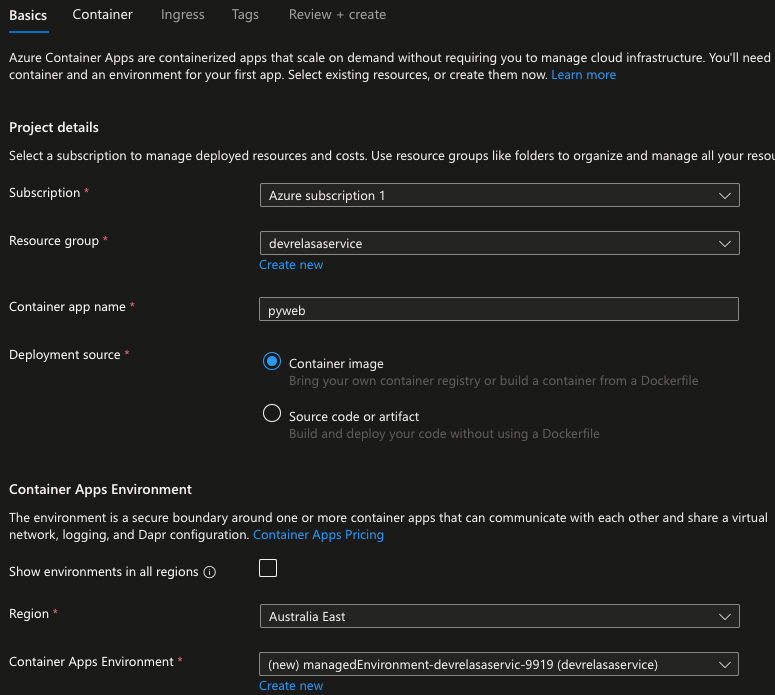 Basics Container Ingress Tags Review + create
Azure Container Apps are containerized apps that scale on demand without requiring you to manage cloud infrastructure. You'll need
container and an environment for your first app. Select existing resources, or create them now. Learn more
Project details
Select a subscription to manage deployed resources and costs. Use resource groups like folders to organize and manage all your
Subscription *
Azure subscription 1
Resource group *
devrelasaservice
Create new
Container app name *
pyweb
Deployment source *
Container image
Bring your own container registry or build a container from a Dockerfile
Source code or artifact
Build and deploy your code without using a Dockerfile
Container Apps Environment
The environment is a secure boundary around one or more container apps that can communicate with each other and share a virtual
network, logging, and Dapr configuration. Container Apps Pricing
Show environments in all regions
Region *
Australia East
Container Apps Environment *
(new) managedEnvironment-devrelasaservic-9919 (devrelasaservice)
Create new